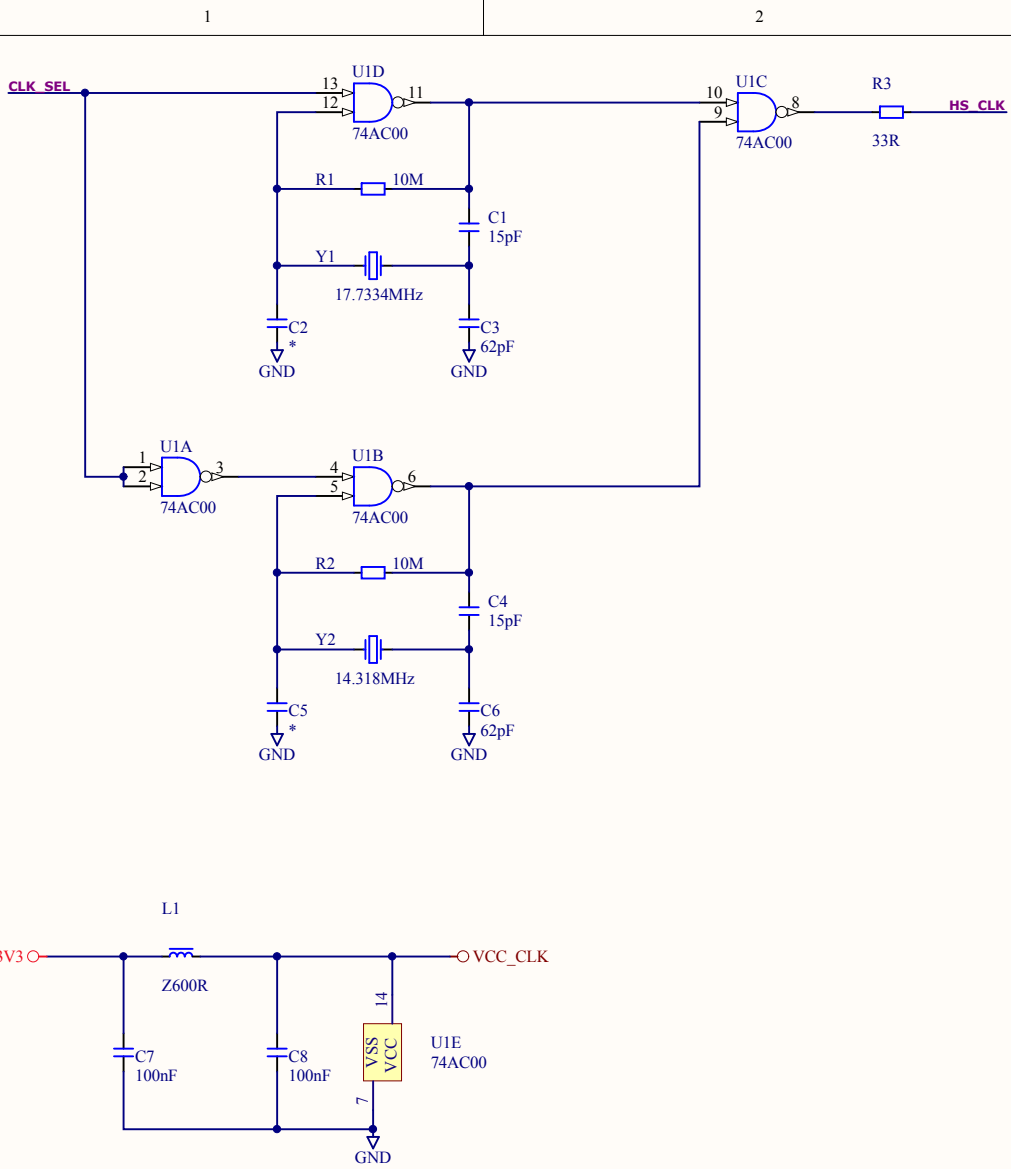 1 2
CLK_SEL
U1D
13
12
11
74AC00
U1C
10
9
8
74AC00
R3
33R
HS_CLK
R1 10M
C1
15pF
Y1
17.7334MHz
C2
*
GND
C3
62pF
GND
U1A
1
2
3
74AC00
U1B
4
5
6
74AC00
R2 10M
C4
15pF
Y2
14.318MHz
C5
*
GND
C6
62pF
GND
L1
3V3
Z600R
VCC_CLK
14
VSS
VCC
7
U1E
74AC00
C7
100nF
C8
100nF
GND